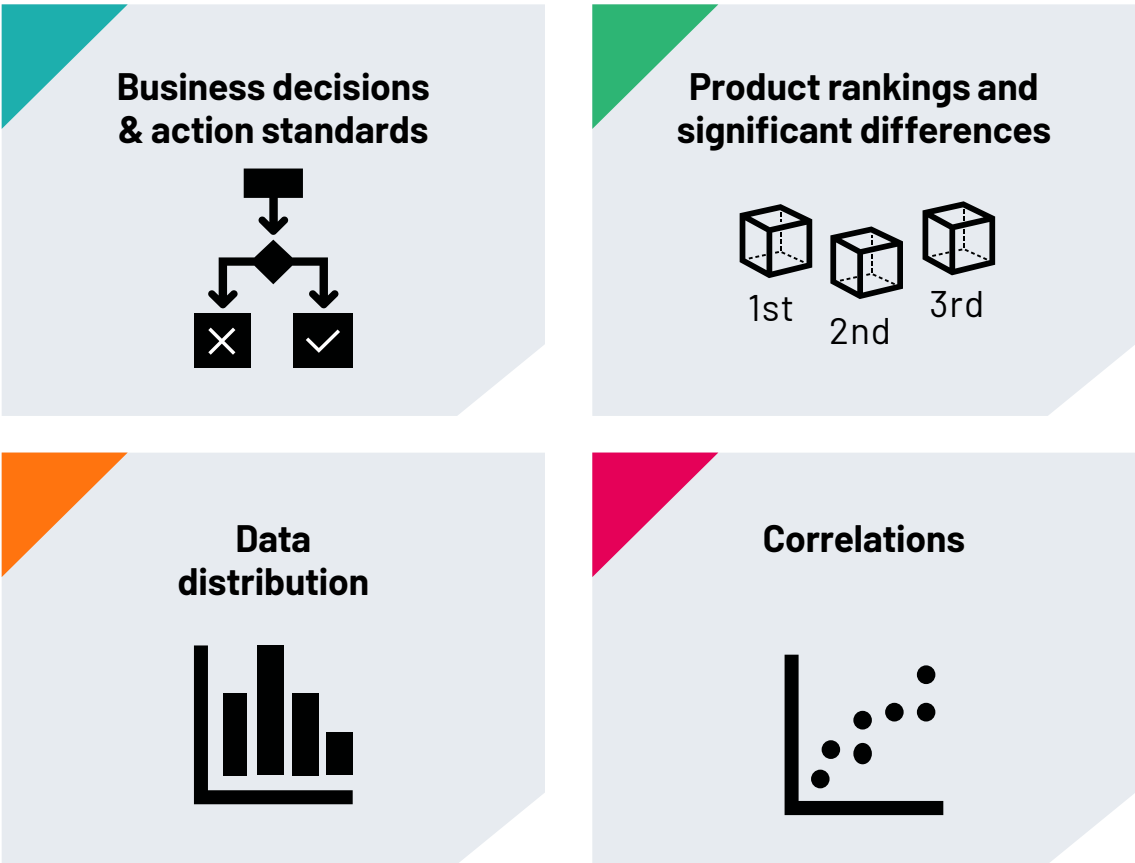 Business decisions
& action standards
Product rankings and
significant differences
1st
2nd
3rd
Data
distribution
Correlations